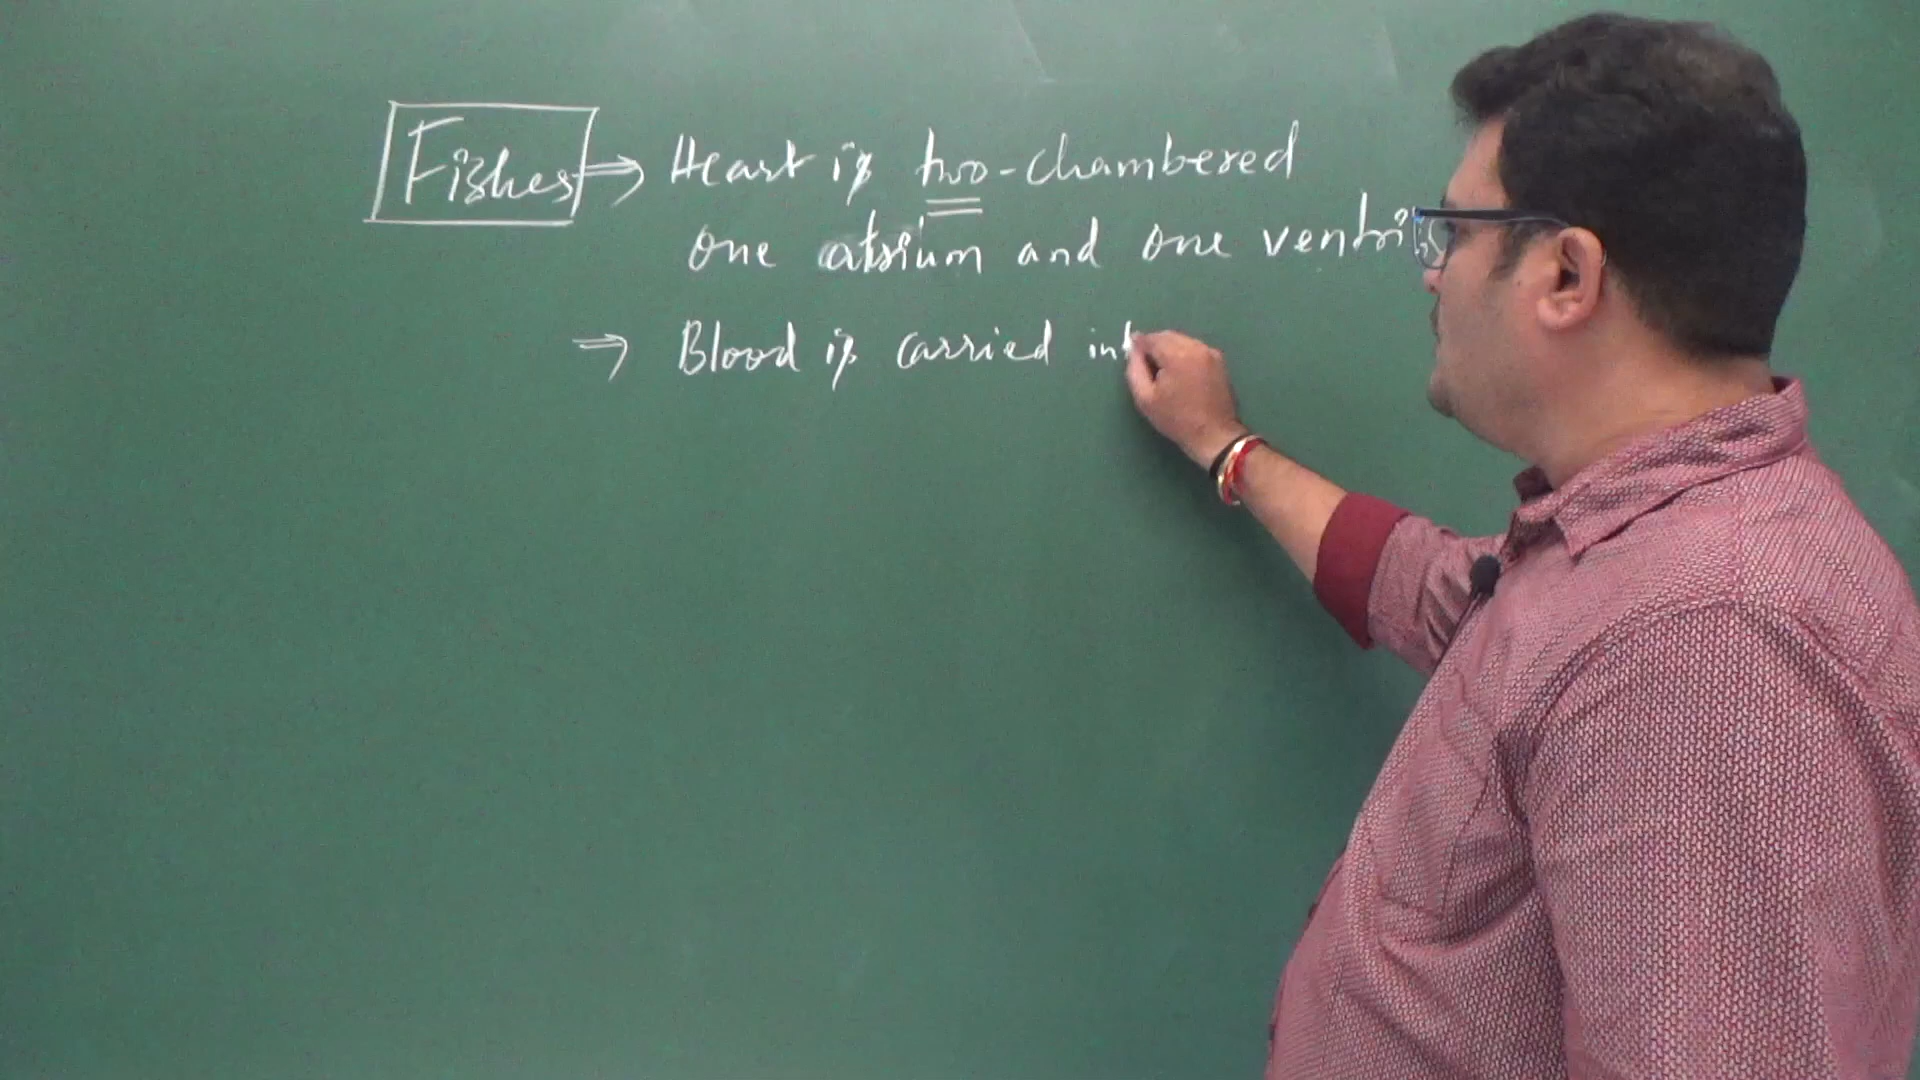 Fishes ⇒ Heart is two-chambered
one atrium and one ventri
⇒ Blood is carried int